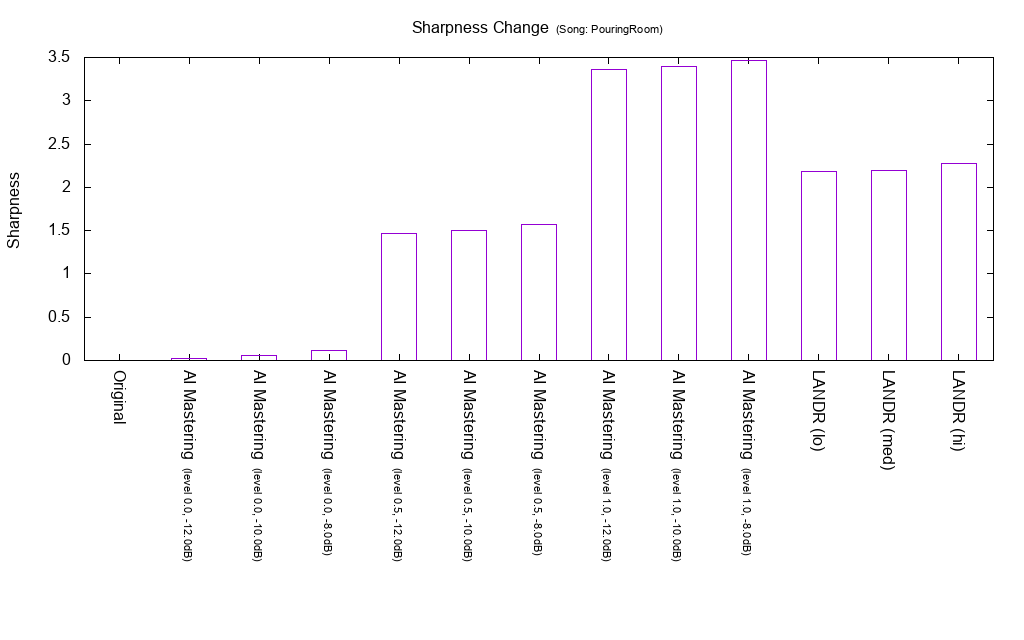 Sharpness Change (Song: PouringRoom)
Sharpness
3.5
3
2.5
2
1.5
1
0.5
0
Original
AI Mastering (level 0.0, -12.0dB)
AI Mastering (level 0.0, -10.0dB)
AI Mastering (level 0.0, -8.0dB)
AI Mastering (level 0.5, -12.0dB)
AI Mastering (level 0.5, -10.0dB)
AI Mastering (level 0.5, -8.0dB)
AI Mastering (level 1.0, -12.0dB)
AI Mastering (level 1.0, -10.0dB)
AI Mastering (level 1.0, -8.0dB)
LANDR (lo)
LANDR (med)
LANDR (hi)